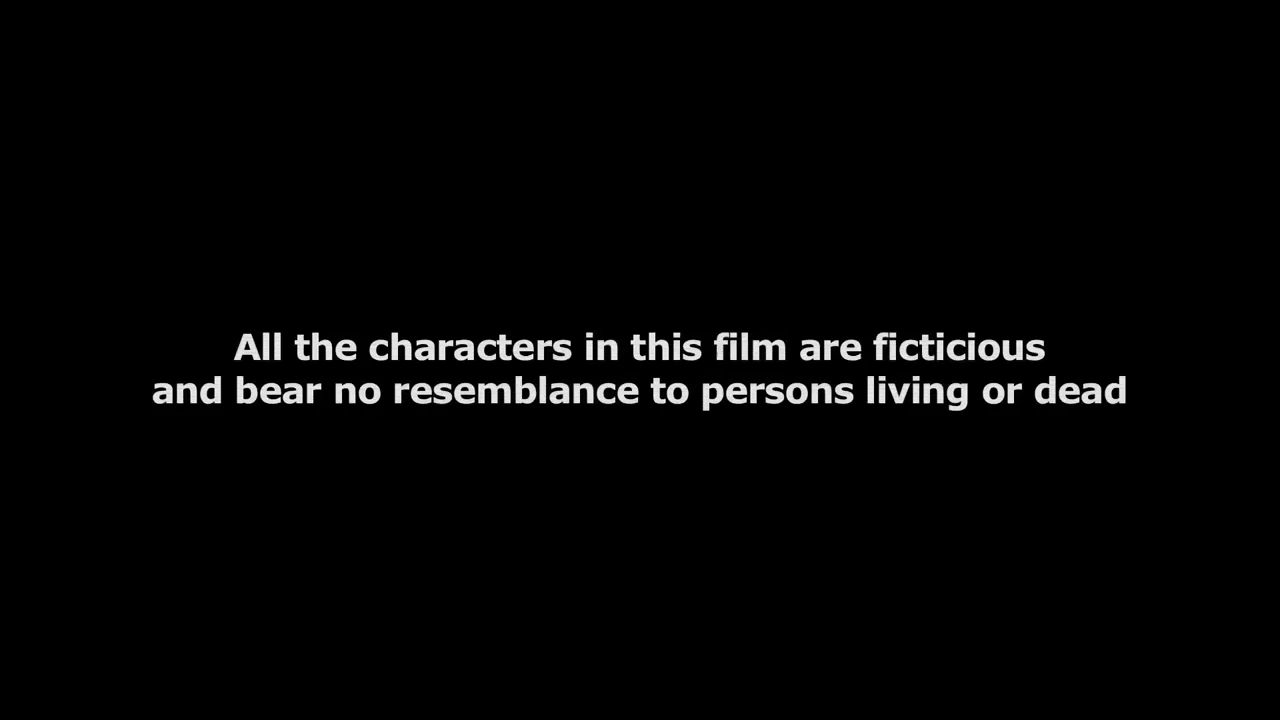 All the characters in this film are ficticious
and bear no resemblance to persons living or dead